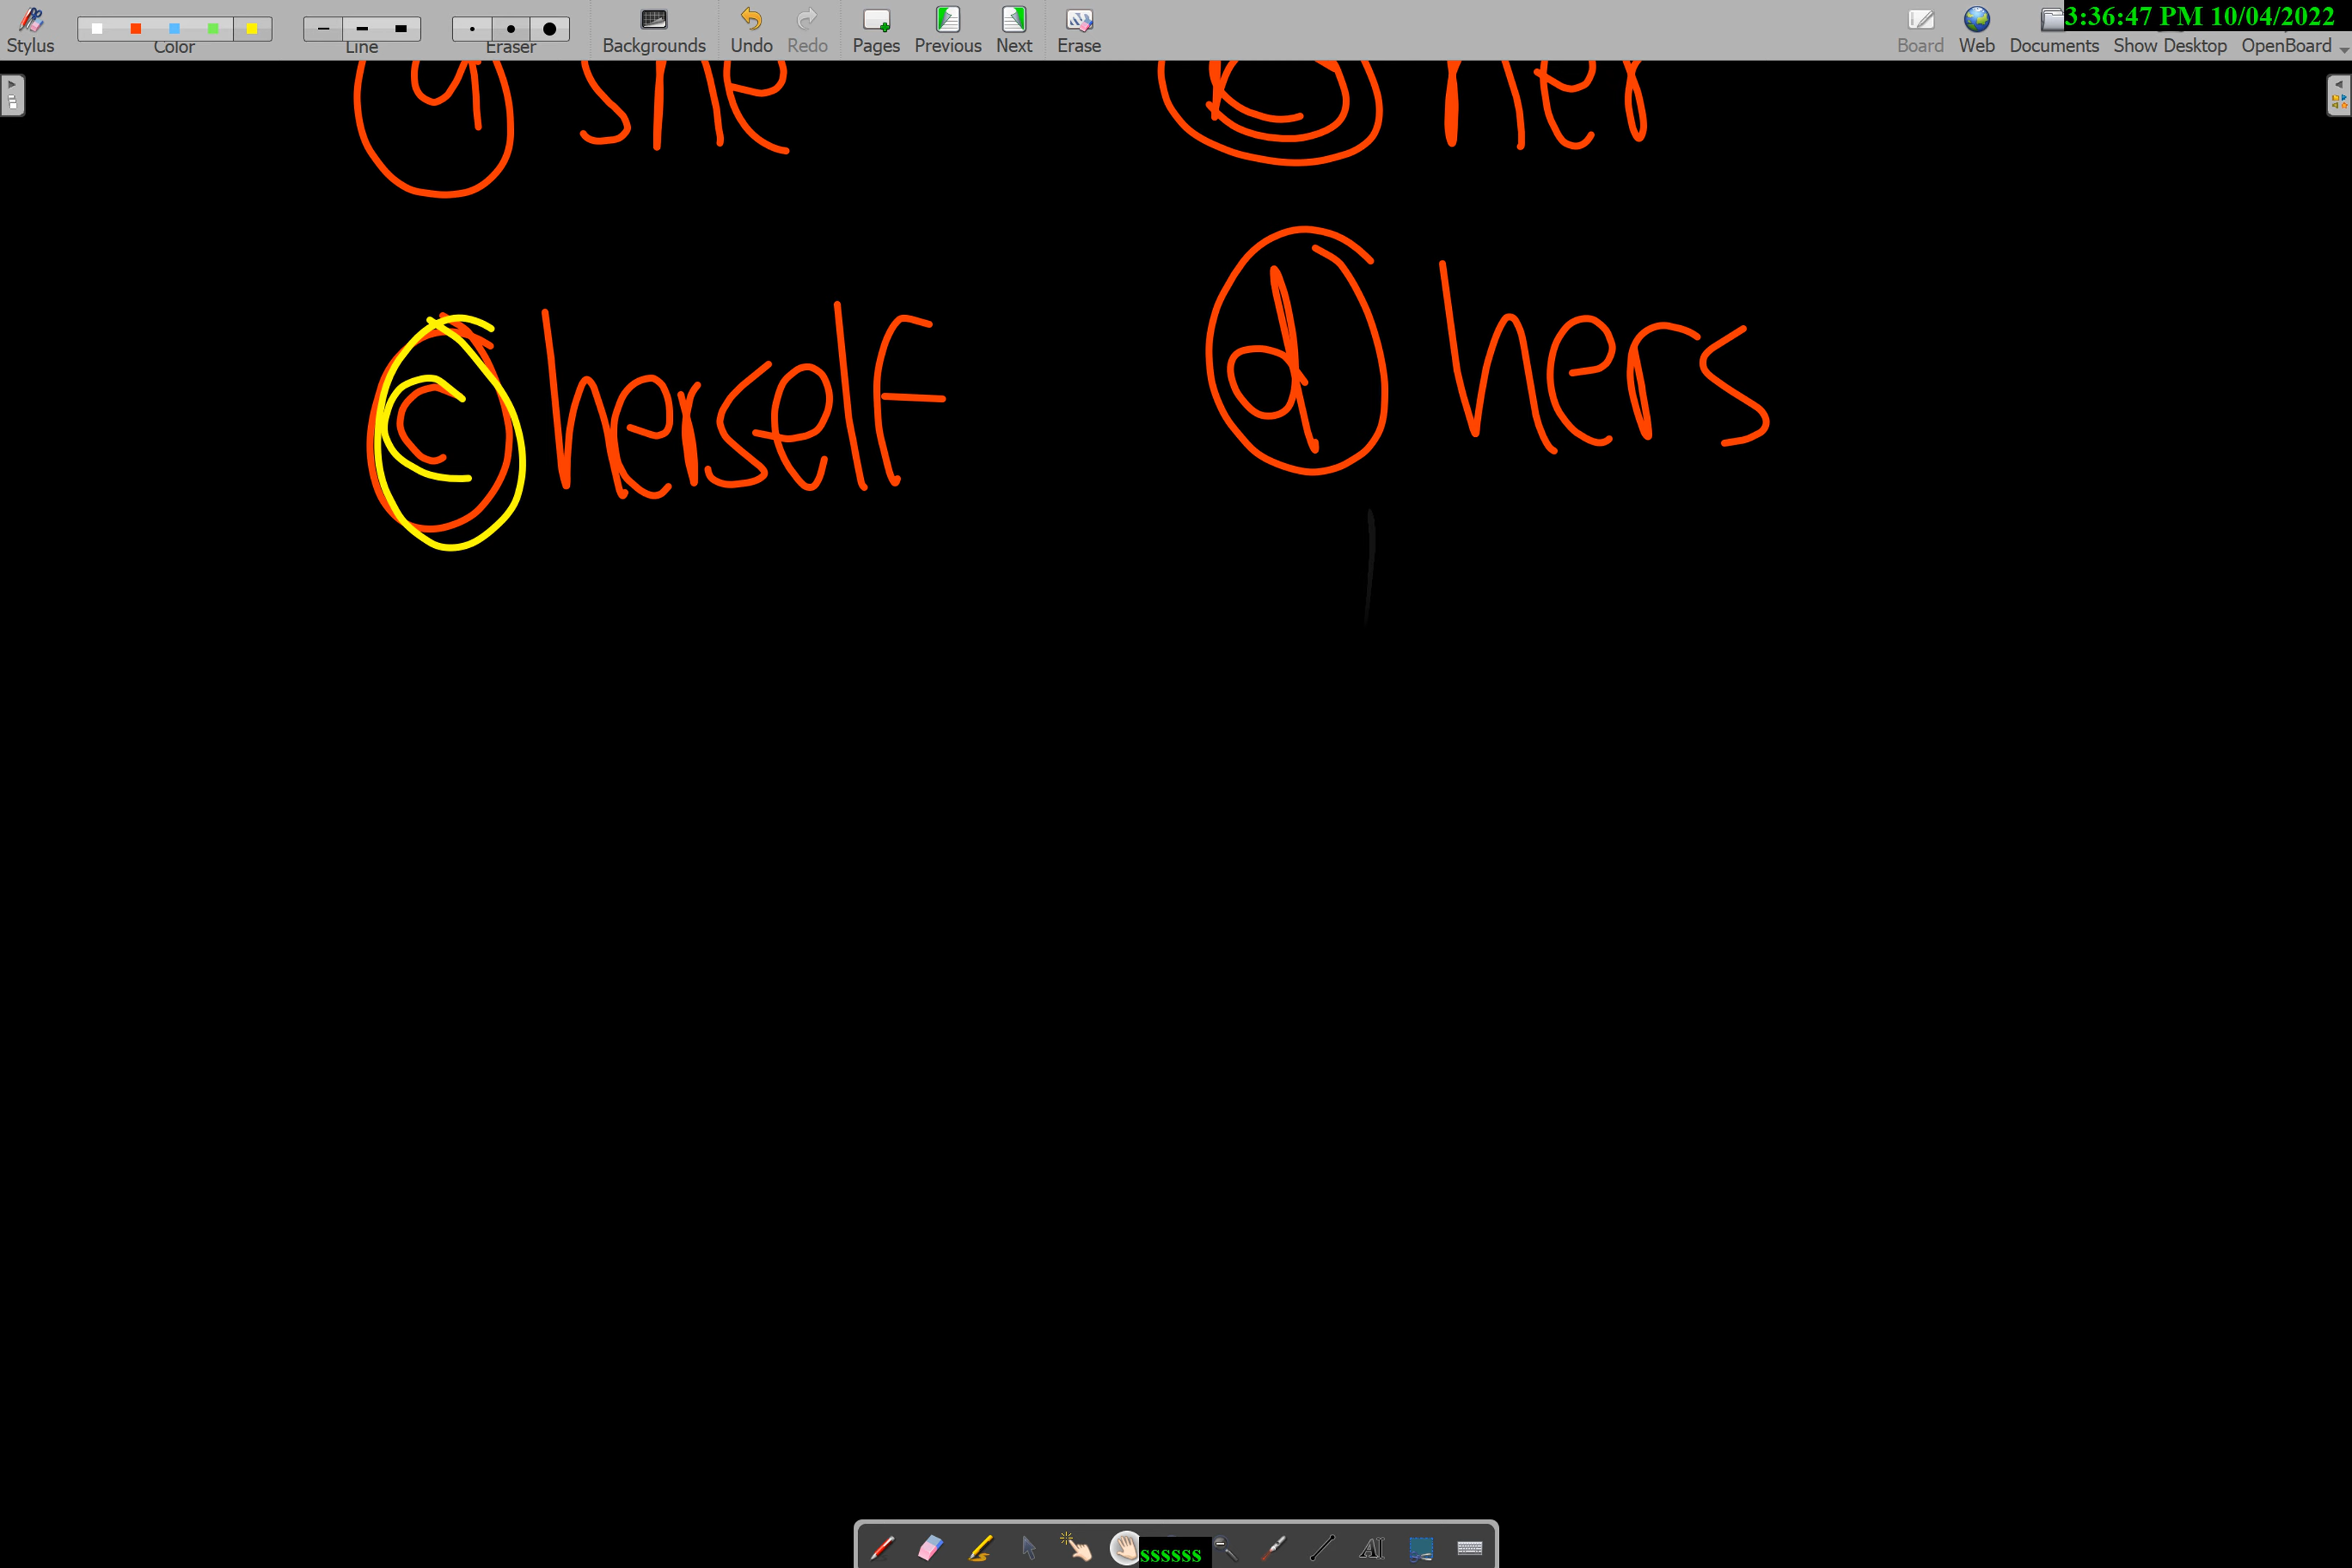 Stylus Color Line Eraser Backgrounds Undo Redo Pages Previous Next Erase Board Web Documents Show Desktop OpenBoard
3:36:47 PM 10/04/2022
a she b her
c herself d hers
ssssss